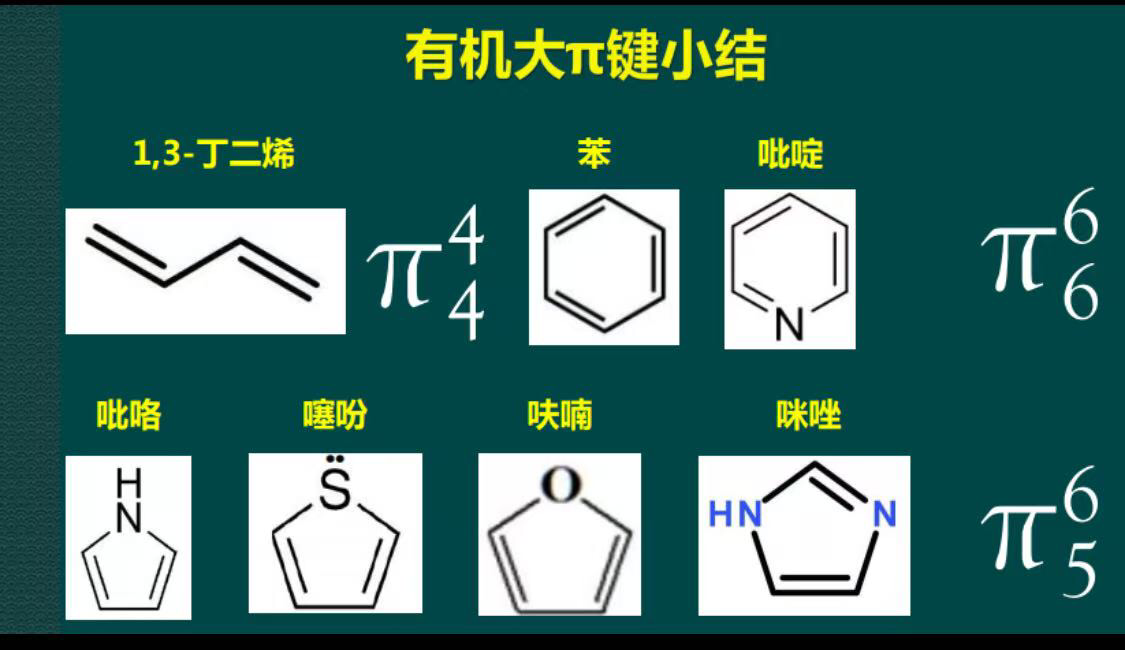 有机大π键小结
1,3-丁二烯 苯 吡啶
π₄⁴
N
π₆⁶
吡咯 噻吩 呋喃 咪唑
H
N
S̈
O
HN N
π₅⁶